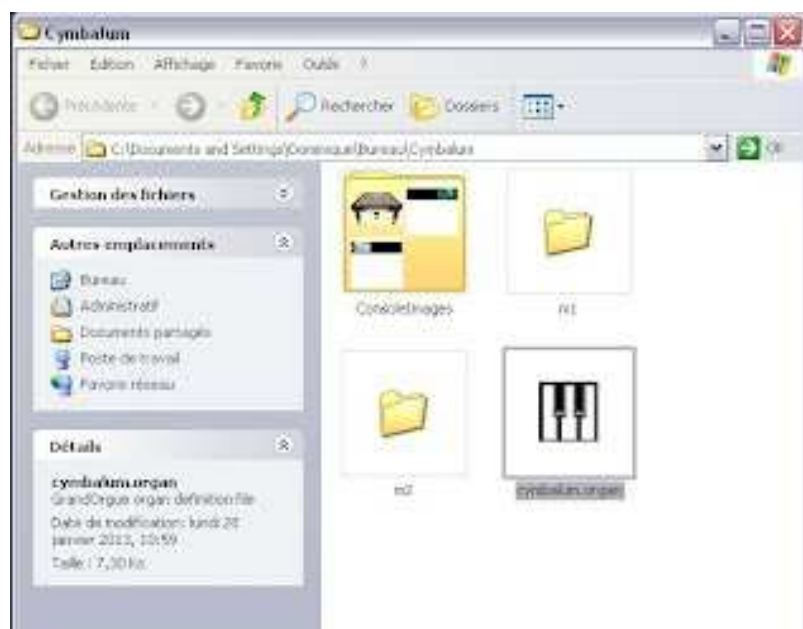 Cymbalum
Fichier Edition Affichage Favoris Outils ?
Précédente Rechercher Dossiers
Adresse C:\Documents and Settings\Dominique\Bureau\Cymbalum OK
Gestion des fichiers
Autres emplacements
Bureau
Administratif
Documents partagés
Poste de travail
Favoris réseau
Détails
cymbalum.organ
GrandOrgue organ definition file
Date de modification: lundi 28
janvier 2013, 10:59
Taille : 7,30 Ko
ConsoleImages
m1
m2
cymbalum.organ